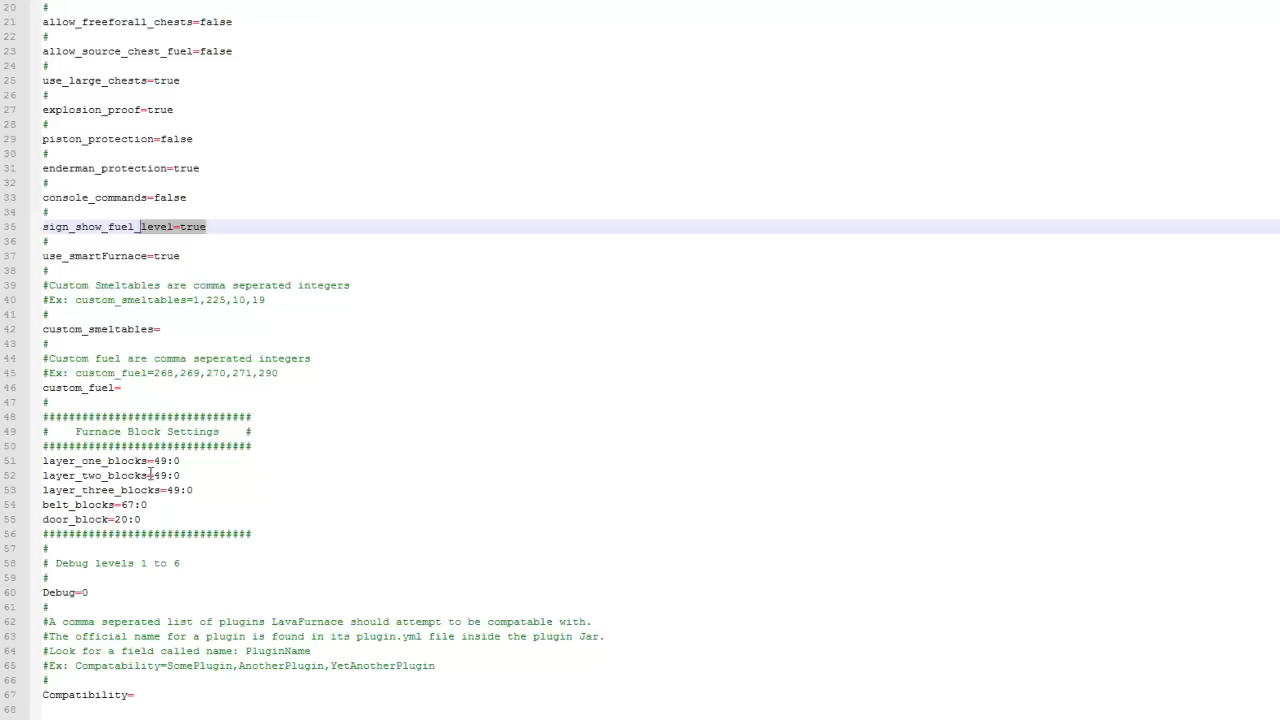 20 #
21 allow_freeforall_chests=false
22 #
23 allow_source_chest_fuel=false
24 #
25 use_large_chests=true
26 #
27 explosion_proof=true
28 #
29 piston_protection=false
30 #
31 enderman_protection=true
32 #
33 console_commands=false
34 #
35 sign_show_fuel_level=true
36 #
37 use_smartFurnace=true
38 #
39 #Custom Smeltables are comma seperated integers
40 #Ex: custom_smeltables=1,225,10,19
41 #
42 custom_smeltables=
43 #
44 #Custom fuel are comma seperated integers
45 #Ex: custom_fuel=268,269,270,271,290
46 custom_fuel=
47 #
48 ################################
49 #    Furnace Block Settings    #
50 ################################
51 layer_one_blocks=49:0
52 layer_two_blocks=49:0
53 layer_three_blocks=49:0
54 belt_blocks=67:0
55 door_block=20:0
56 ################################
57 #
58 # Debug levels 1 to 6
59 #
60 Debug=0
61 #
62 #A comma seperated list of plugins LavaFurnace should attempt to be compatable with.
63 #The official name for a plugin is found in its plugin.yml file inside the plugin Jar.
64 #Look for a field called name: PluginName
65 #Ex: Compatability=SomePlugin,AnotherPlugin,YetAnotherPlugin
66 #
67 Compatibility=
68